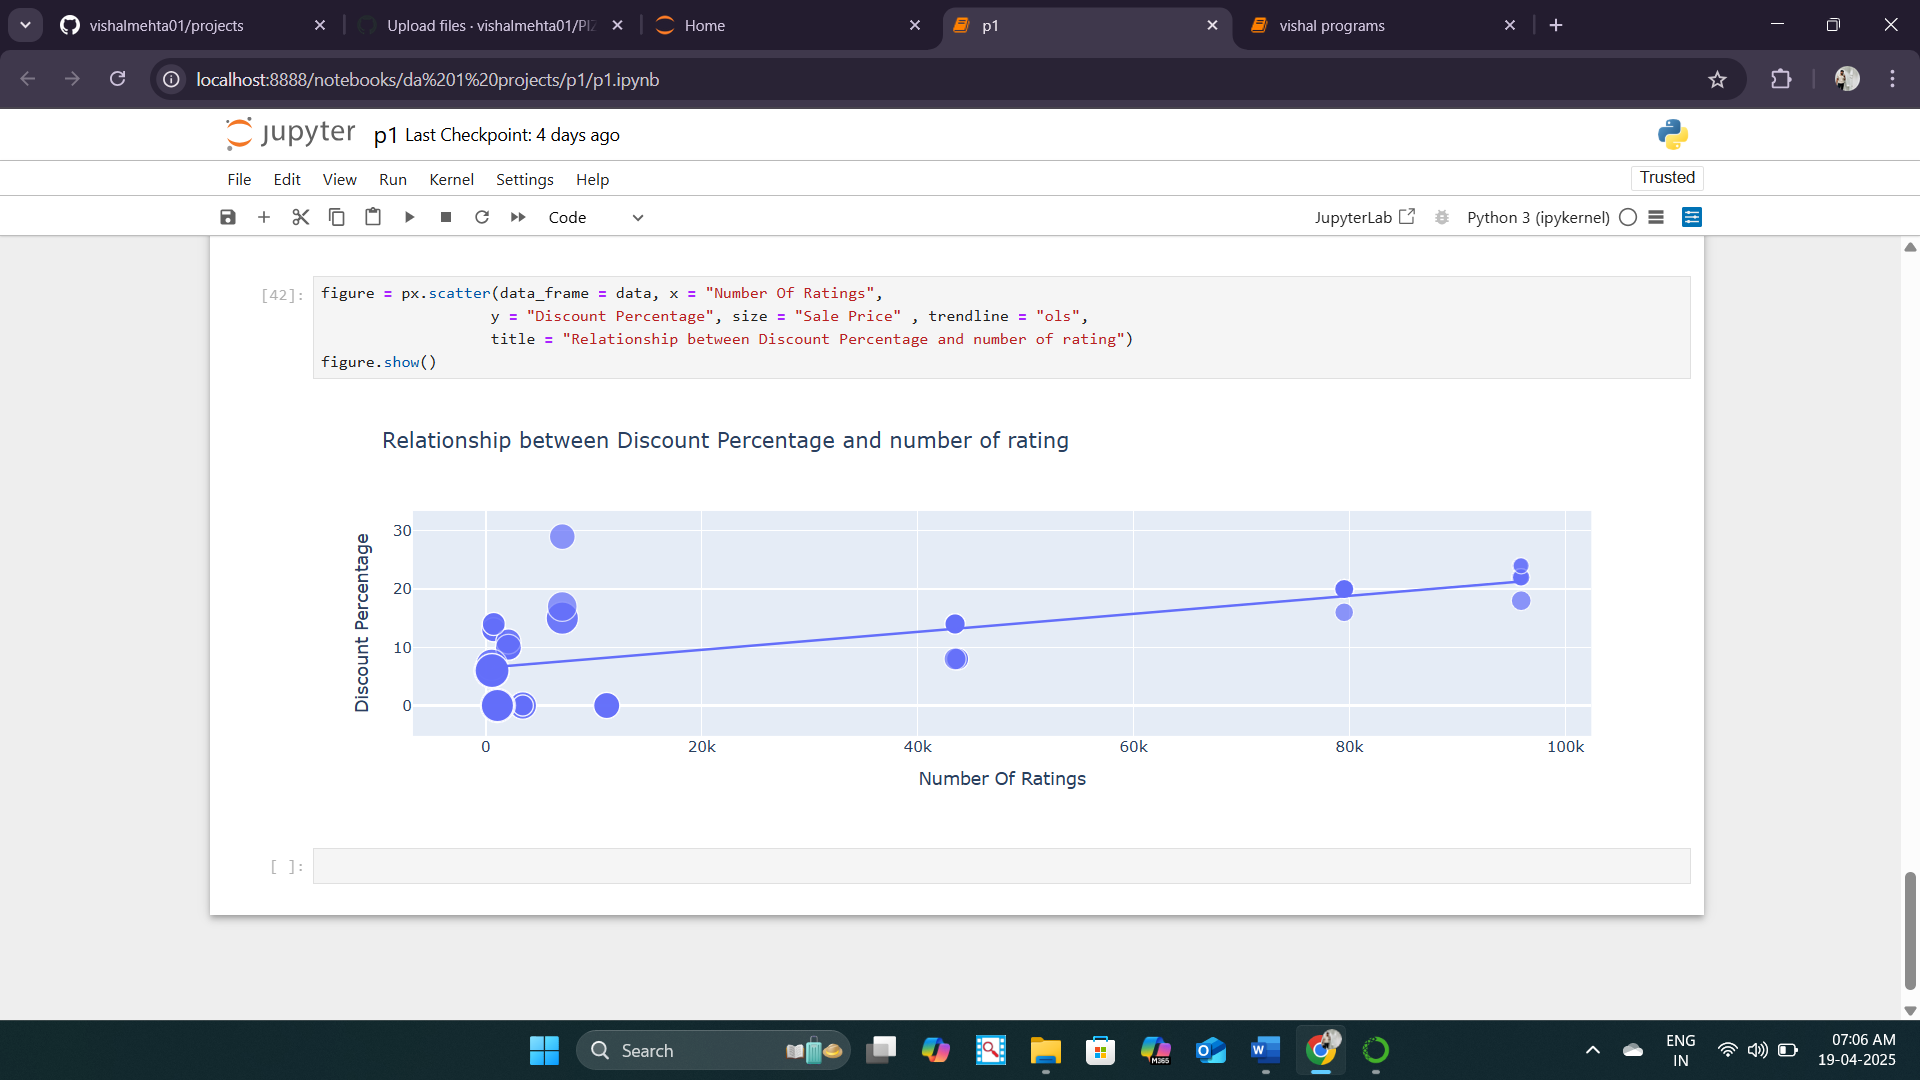 vishalmehta01/projects
Upload files · vishalmehta01/PIZ
Home
p1
vishal programs
localhost:8888/notebooks/da%201%20projects/p1/p1.ipynb
jupyter p1 Last Checkpoint: 4 days ago
File Edit View Run Kernel Settings Help
Trusted
Code
JupyterLab
Python 3 (ipykernel)
[42]:
figure = px.scatter(data_frame = data, x = "Number Of Ratings",
y = "Discount Percentage", size = "Sale Price" , trendline = "ols",
title = "Relationship between Discount Percentage and number of rating")
figure.show()
Relationship between Discount Percentage and number of rating
Discount Percentage
30
20
10
0
0 20k 40k 60k 80k 100k
Number Of Ratings
[ ]:
Search
M365
ENG
IN
07:06 AM
19-04-2025